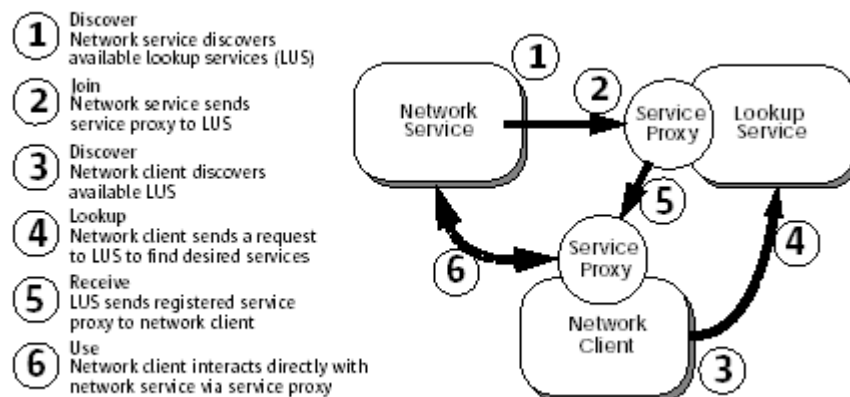 1 Discover
Network service discovers
available lookup services (LUS)
2 Join
Network service sends
service proxy to LUS
3 Discover
Network client discovers
available LUS
4 Lookup
Network client sends a request
to LUS to find desired services
5 Receive
LUS sends registered service
proxy to network client
6 Use
Network client interacts directly with
network service via service proxy
1
Network
Service
2
Service
Proxy
Lookup
Service
5
6
Service
Proxy
4
Network
Client
3